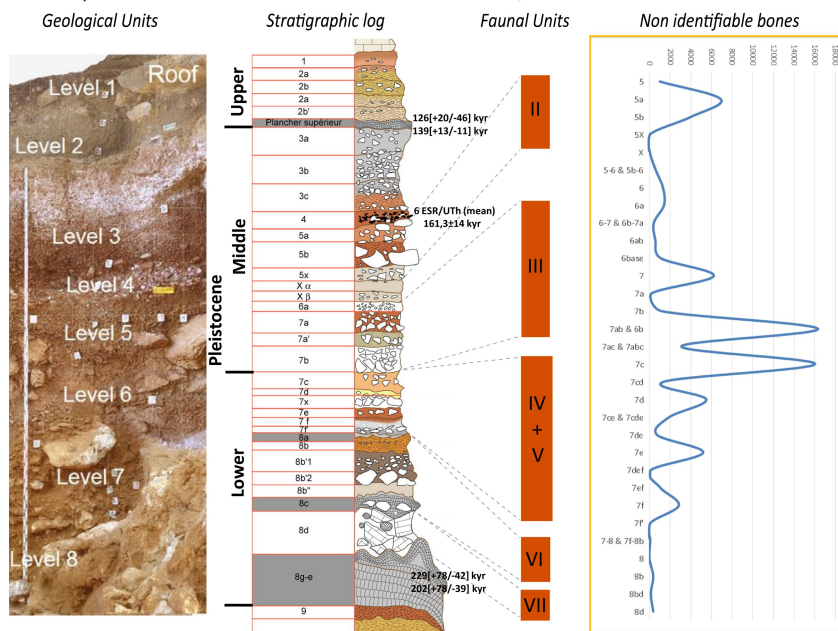 Geological Units
Stratigraphic log
Faunal Units
Non identifiable bones
Roof
Level 1
Level 2
Level 3
Level 4
Level 5
Level 6
Level 7
Level 8
Pleistocene
Upper
Middle
Lower
1
2a
2b
2a
2b'
Plancher supérieur
3a
3b
3c
4
5a
5b
5x
X α
X β
6a
7a
7a'
7b
7c
7d
7x
7e
7 f
7f'
8a
8b
8b'1
8b'2
8b"
8c
8d
8g-e
9
126[+20/-46] kyr
139[+13/-11] kyr
6 ESR/UTh (mean)
161,3±14 kyr
229[+78/-42] kyr
202[+78/-39] kyr
II
III
IV
+
V
VI
VII
0
2000
4000
6000
8000
10000
12000
14000
16000
18000
5
5a
5b
5X
X
5-6 & 5b-6
6
6a
6-7 & 6b-7a
6ab
6base
7
7a
7b
7ab & 6b
7ac & 7abc
7c
7cd
7d
7ce & 7cde
7de
7e
7def
7ef
7f
7f'
7-8 & 7f-8b
8
8b
8bd
8d